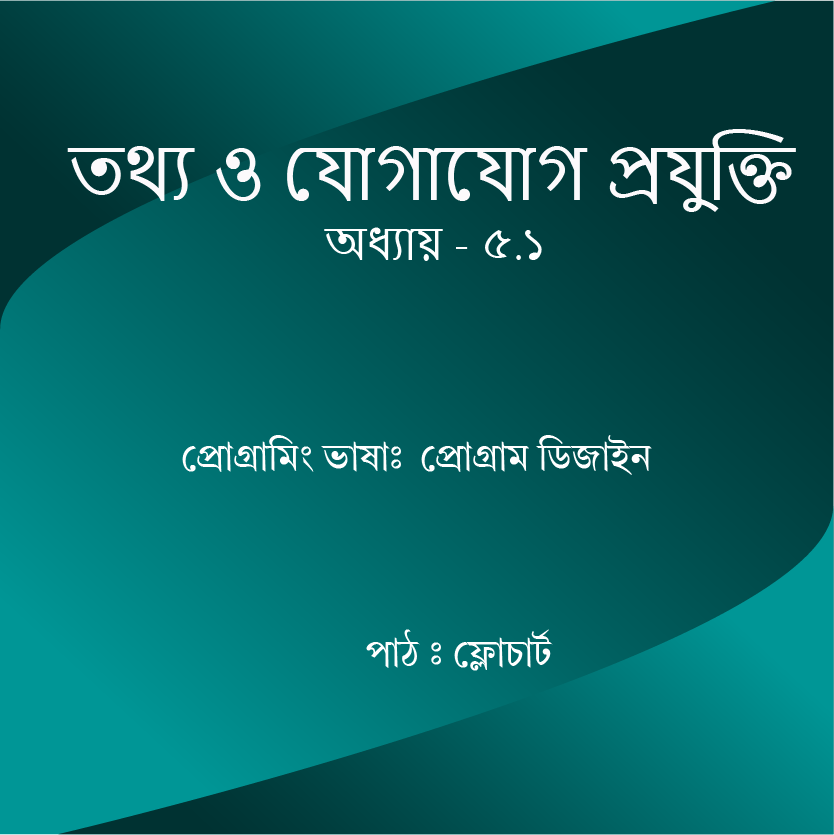 তথ্য ও যোগাযোগ প্রযুক্তি
অধ্যায় - ৫.১
প্রোগ্রামিং ভাষাঃ প্রোগ্রাম ডিজাইন
পাঠ ঃ ফ্লোচার্ট